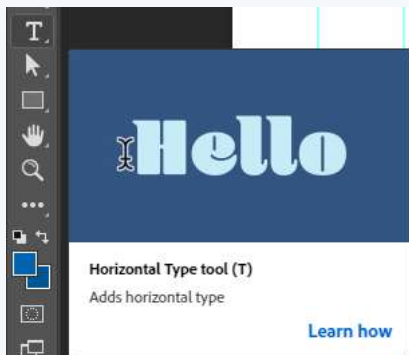 T
Hello
Horizontal Type tool (T)
Adds horizontal type
Learn how